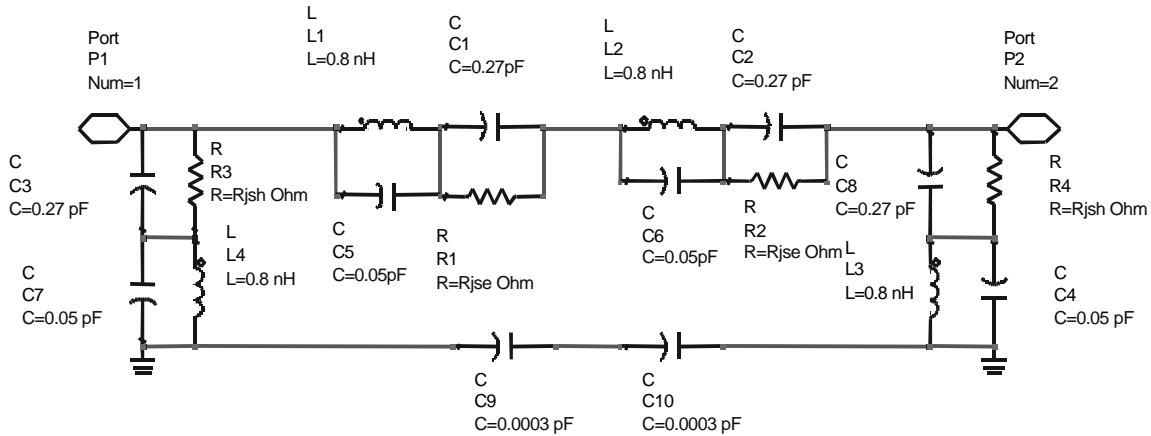 Port
P1
Num=1
L
L1
L=0.8 nH
C
C1
C=0.27pF
L
L2
L=0.8 nH
C
C2
C=0.27 pF
Port
P2
Num=2
C
C3
C=0.27 pF
R
R3
R=Rjsh Ohm
C
C8
C=0.27 pF
R
R4
R=Rjsh Ohm
C
C7
C=0.05 pF
L
L4
L=0.8 nH
C
C5
C=0.05pF
R
R1
R=Rjse Ohm
C
C6
C=0.05pF
R
R2
R=Rjse Ohm
L
L3
L=0.8 nH
C
C4
C=0.05 pF
C
C9
C=0.0003 pF
C
C10
C=0.0003 pF